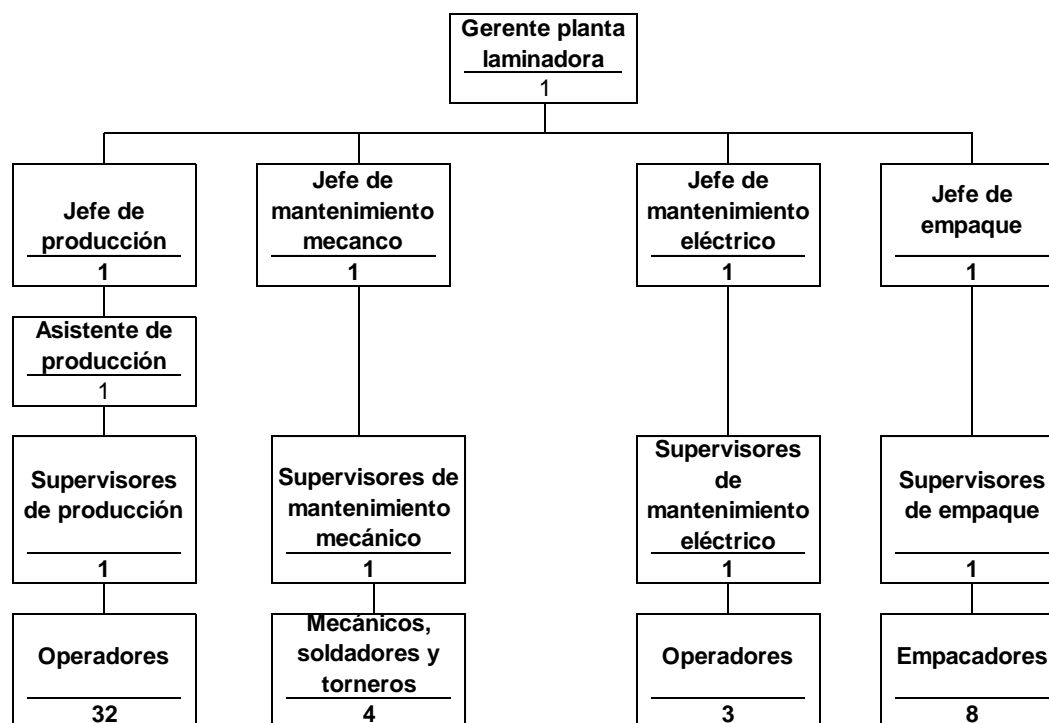 Gerente planta
laminadora
1
Jefe de
producción
1
Jefe de
mantenimiento
mecanco
1
Jefe de
mantenimiento
eléctrico
1
Jefe de
empaque
1
Asistente de
producción
1
Supervisores
de producción
1
Supervisores de
mantenimiento
mecánico
1
Supervisores
de
mantenimiento
eléctrico
1
Supervisores
de empaque
1
Operadores
32
Mecánicos,
soldadores y
torneros
4
Operadores
3
Empacadores
8